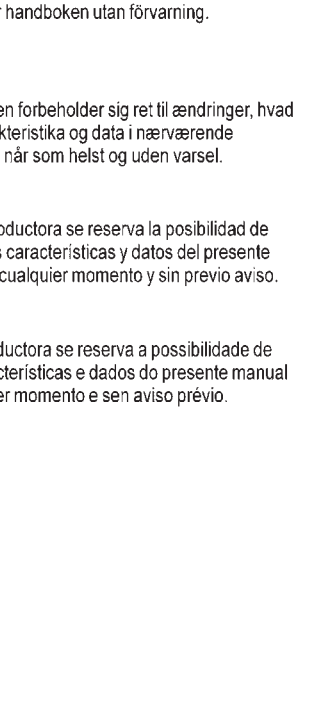 handboken utan förvarning.
en forbeholder sig ret til ændringer, hvad
kteristika og data i nærværende
når som helst og uden varsel.
oductora se reserva la posibilidad de
s características y datos del presente
cualquier momento y sin previo aviso.
ductora se reserva a possibilidade de
cterísticas e dados do presente manual
er momento e sen aviso prévio.